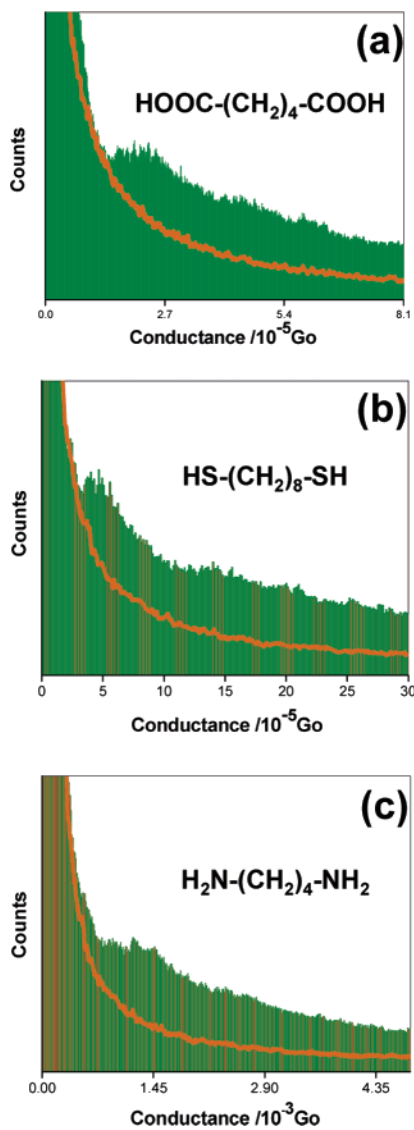 (a)
HOOC-(CH₂)₄-COOH
Counts
0.0 2.7 5.4 8.1
Conductance /10⁻⁵Go
(b)
HS-(CH₂)₈-SH
Counts
0 5 10 15 20 25 30
Conductance /10⁻⁵Go
(c)
H₂N-(CH₂)₄-NH₂
Counts
0.00 1.45 2.90 4.35
Conductance /10⁻³Go